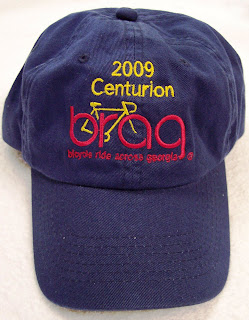 2009
Centurion
brag
bicycle ride across georgia